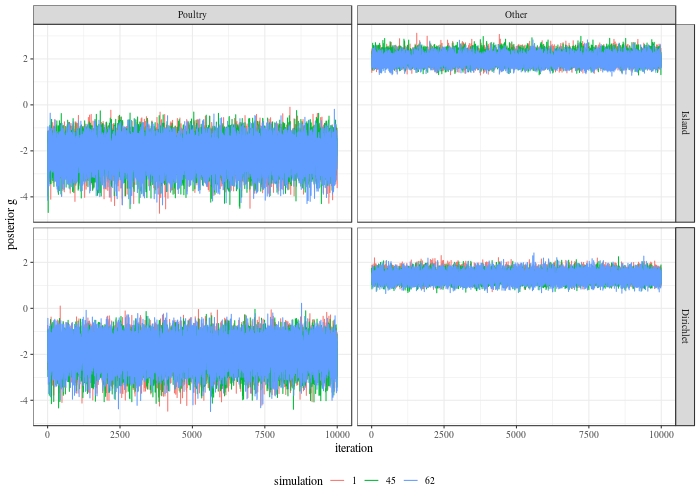 Poultry Other
posterior g
2
0
-2
-4
Island
2
0
-2
-4
Dirichlet
0 2500 5000 7500 10000 0 2500 5000 7500 10000
iteration
simulation 1 45 62